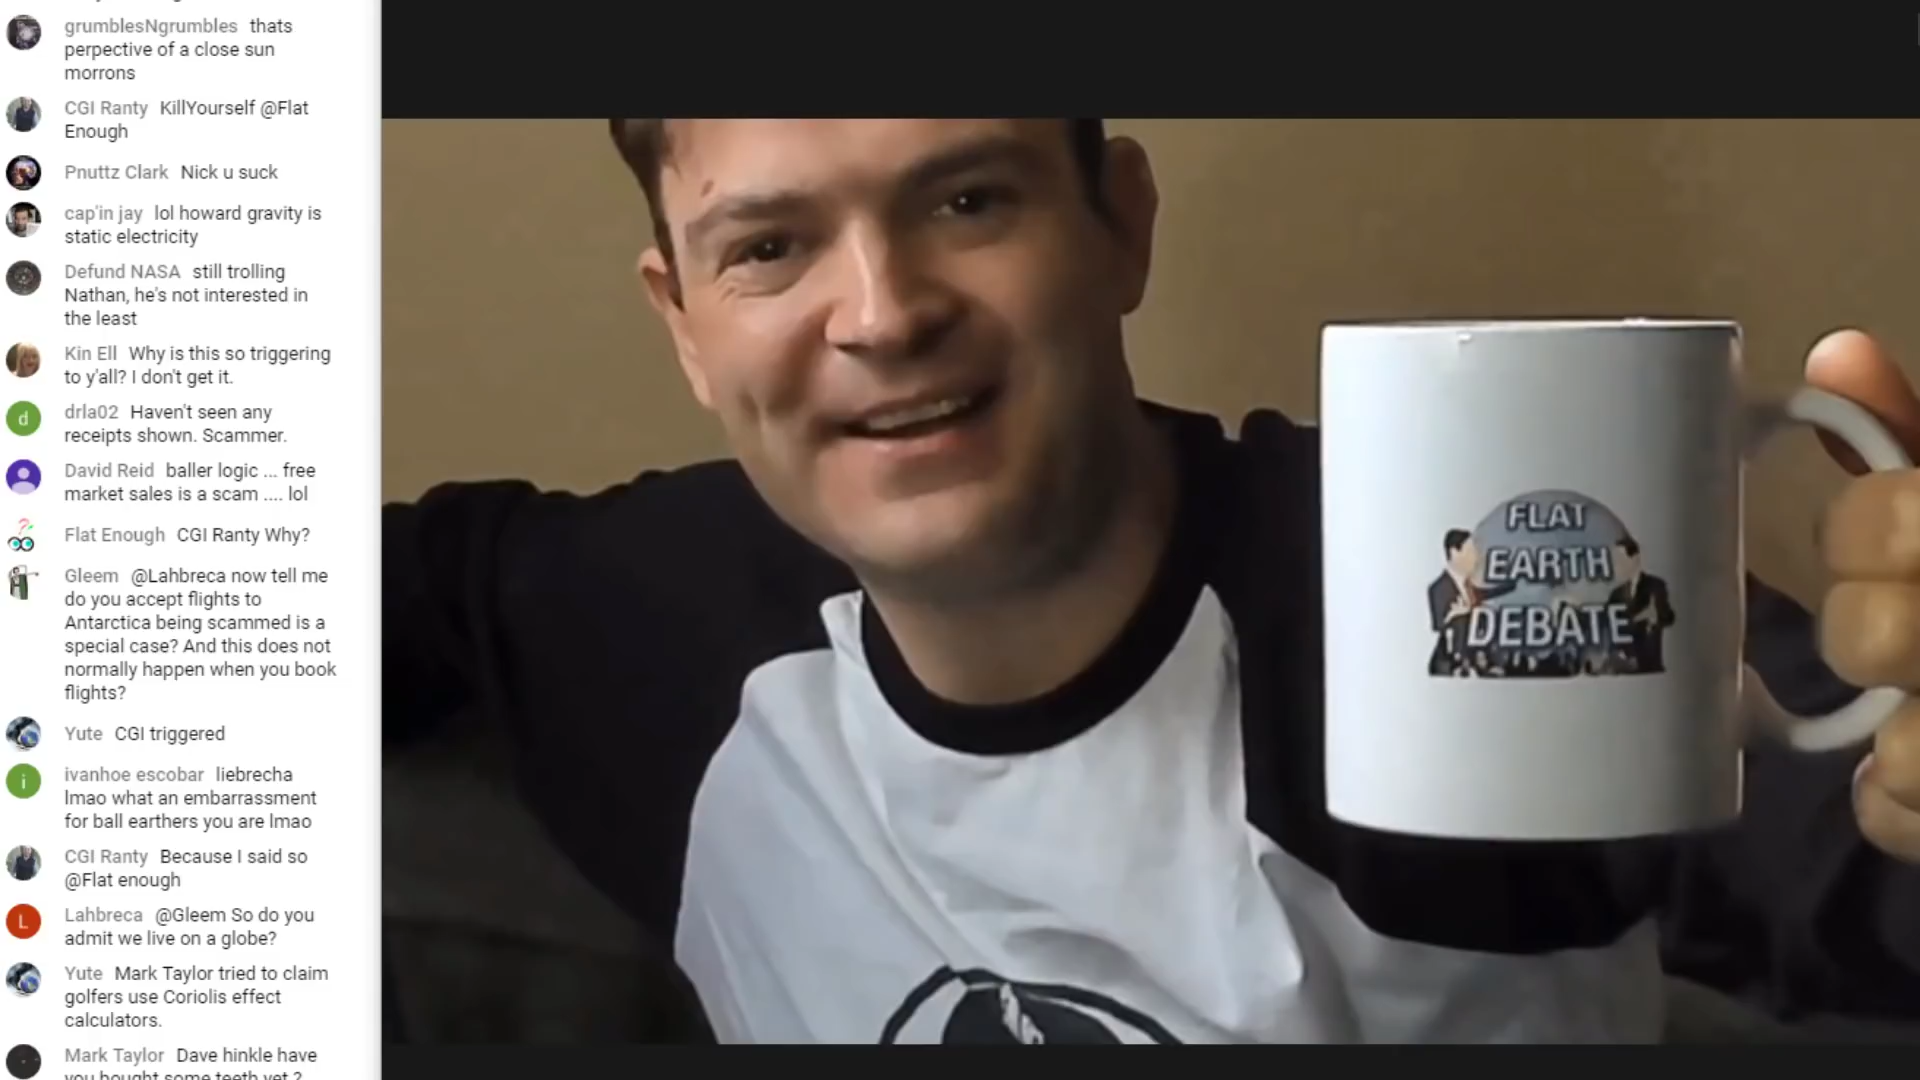 grumblesNgrumbles thats
perpective of a close sun
morrons
CGI Ranty KillYourself @Flat
Enough
Pnuttz Clark Nick u suck
cap'in jay lol howard gravity is
static electricity
Defund NASA still trolling
Nathan, he's not interested in
the least
Kin Ell Why is this so triggering
to y'all? I don't get it.
d
drla02 Haven't seen any
receipts shown. Scammer.
David Reid baller logic ... free
market sales is a scam .... lol
Flat Enough CGI Ranty Why?
Gleem @Lahbreca now tell me
do you accept flights to
Antarctica being scammed is a
special case? And this does not
normally happen when you book
flights?
Yute CGI triggered
i
ivanhoe escobar liebrecha
lmao what an embarrassment
for ball earthers you are lmao
CGI Ranty Because I said so
@Flat enough
L
Lahbreca @Gleem So do you
admit we live on a globe?
Yute Mark Taylor tried to claim
golfers use Coriolis effect
calculators.
Mark Taylor Dave hinkle have
you bought some teeth yet ?
FLAT
EARTH
DEBATE